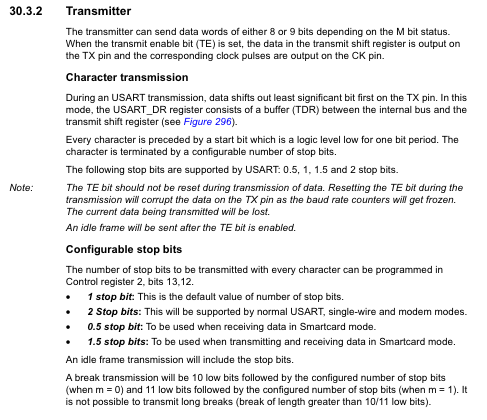 30.3.2 Transmitter
The transmitter can send data words of either 8 or 9 bits depending on the M bit status.
When the transmit enable bit (TE) is set, the data in the transmit shift register is output on
the TX pin and the corresponding clock pulses are output on the CK pin.
Character transmission
During an USART transmission, data shifts out least significant bit first on the TX pin. In this
mode, the USART_DR register consists of a buffer (TDR) between the internal bus and the
transmit shift register (see Figure 296).
Every character is preceded by a start bit which is a logic level low for one bit period. The
character is terminated by a configurable number of stop bits.
The following stop bits are supported by USART: 0.5, 1, 1.5 and 2 stop bits.
Note: The TE bit should not be reset during transmission of data. Resetting the TE bit during the
transmission will corrupt the data on the TX pin as the baud rate counters will get frozen.
The current data being transmitted will be lost.
An idle frame will be sent after the TE bit is enabled.
Configurable stop bits
The number of stop bits to be transmitted with every character can be programmed in
Control register 2, bits 13,12.
• 1 stop bit: This is the default value of number of stop bits.
• 2 Stop bits: This will be supported by normal USART, single-wire and modem modes.
• 0.5 stop bit: To be used when receiving data in Smartcard mode.
• 1.5 stop bits: To be used when transmitting and receiving data in Smartcard mode.
An idle frame transmission will include the stop bits.
A break transmission will be 10 low bits followed by the configured number of stop bits
(when m = 0) and 11 low bits followed by the configured number of stop bits (when m = 1). It
is not possible to transmit long breaks (break of length greater than 10/11 low bits).